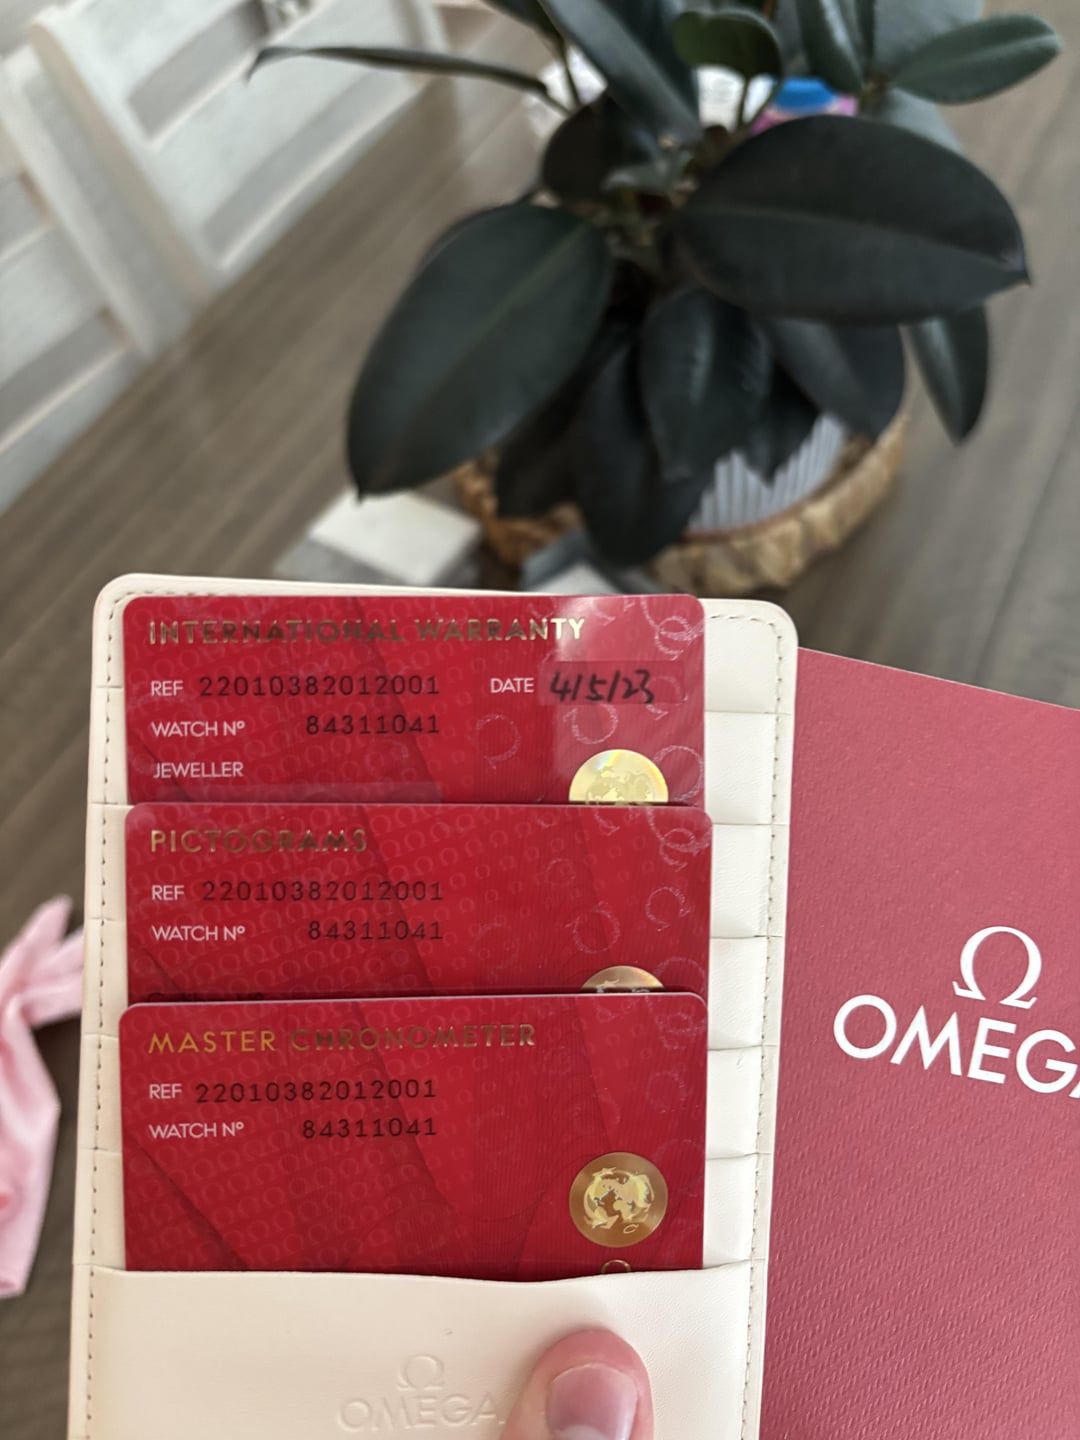 INTERNATIONAL WARRANTY
REF 22010382012001 DATE 4/5/23
WATCH Nº 84311041
JEWELLER
PICTOGRAMS
REF 22010382012001
WATCH Nº 84311041
MASTER CHRONOMETER
REF 22010382012001
WATCH Nº 84311041
Ω
OMEGA
Ω
OMEGA